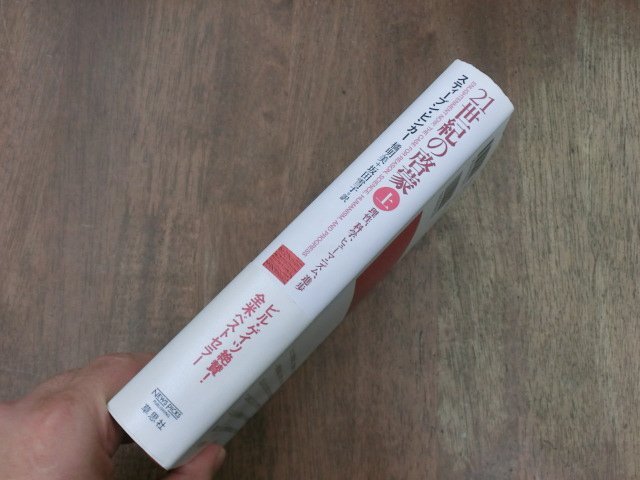 21世紀の啓蒙 上
理性、科学、ヒューマニズム、進歩
スティーブン・ピンカー
橘明美+坂田雪子・訳
ビル・ゲイツ絶賛!
全米ベストセラー
NEWS PICKS
PUBLISHING
草思社